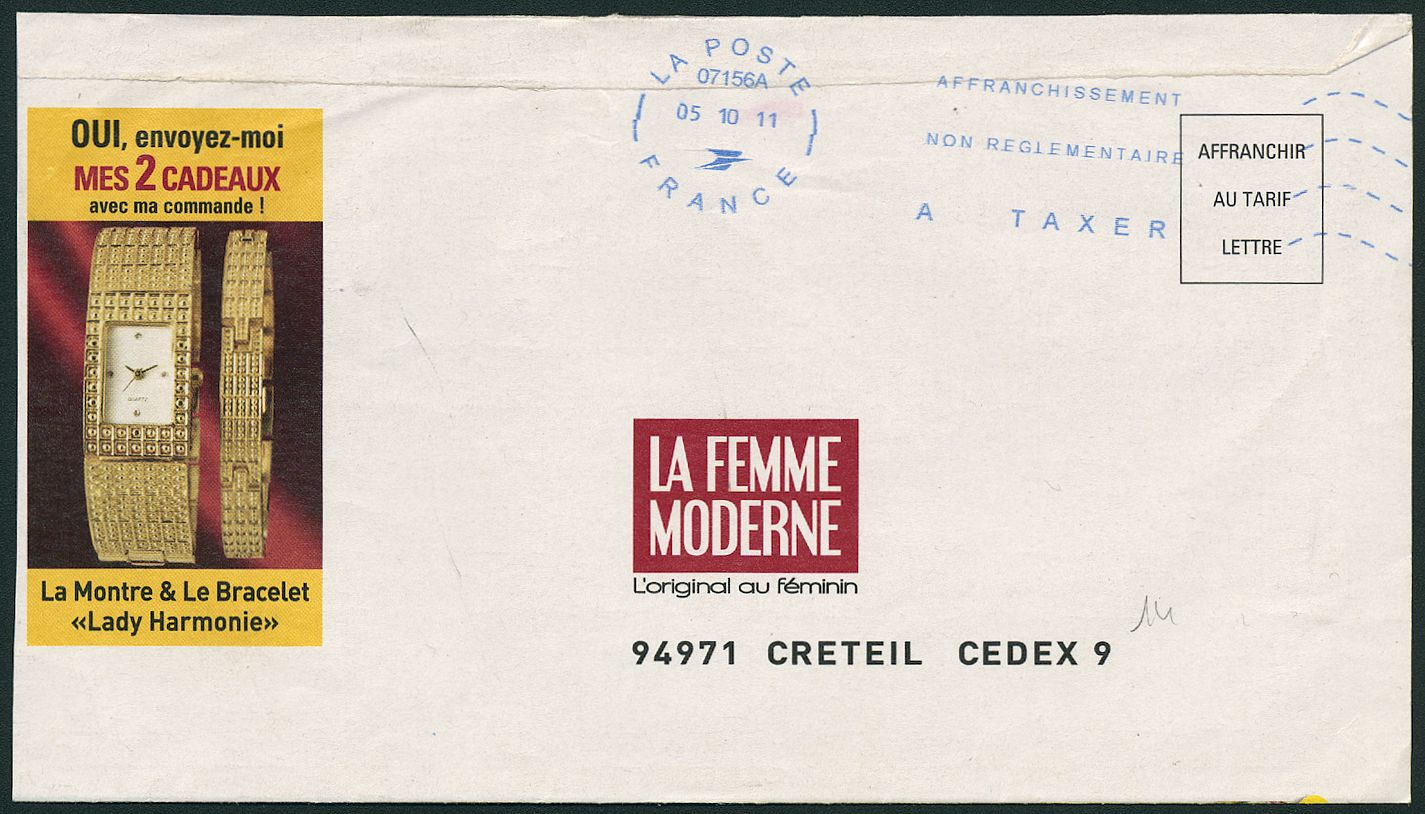 LA POSTE
07156A
05 10 11
FRANCE
AFFRANCHISSEMENT
NON REGLEMENTAIRE
A TAXER
AFFRANCHIR
AU TARIF
LETTRE
OUI, envoyez-moi
MES 2 CADEAUX
avec ma commande !
QUARTZ
La Montre & Le Bracelet
«Lady Harmonie»
LA FEMME
MODERNE
L'original au féminin
94971 CRETEIL CEDEX 9